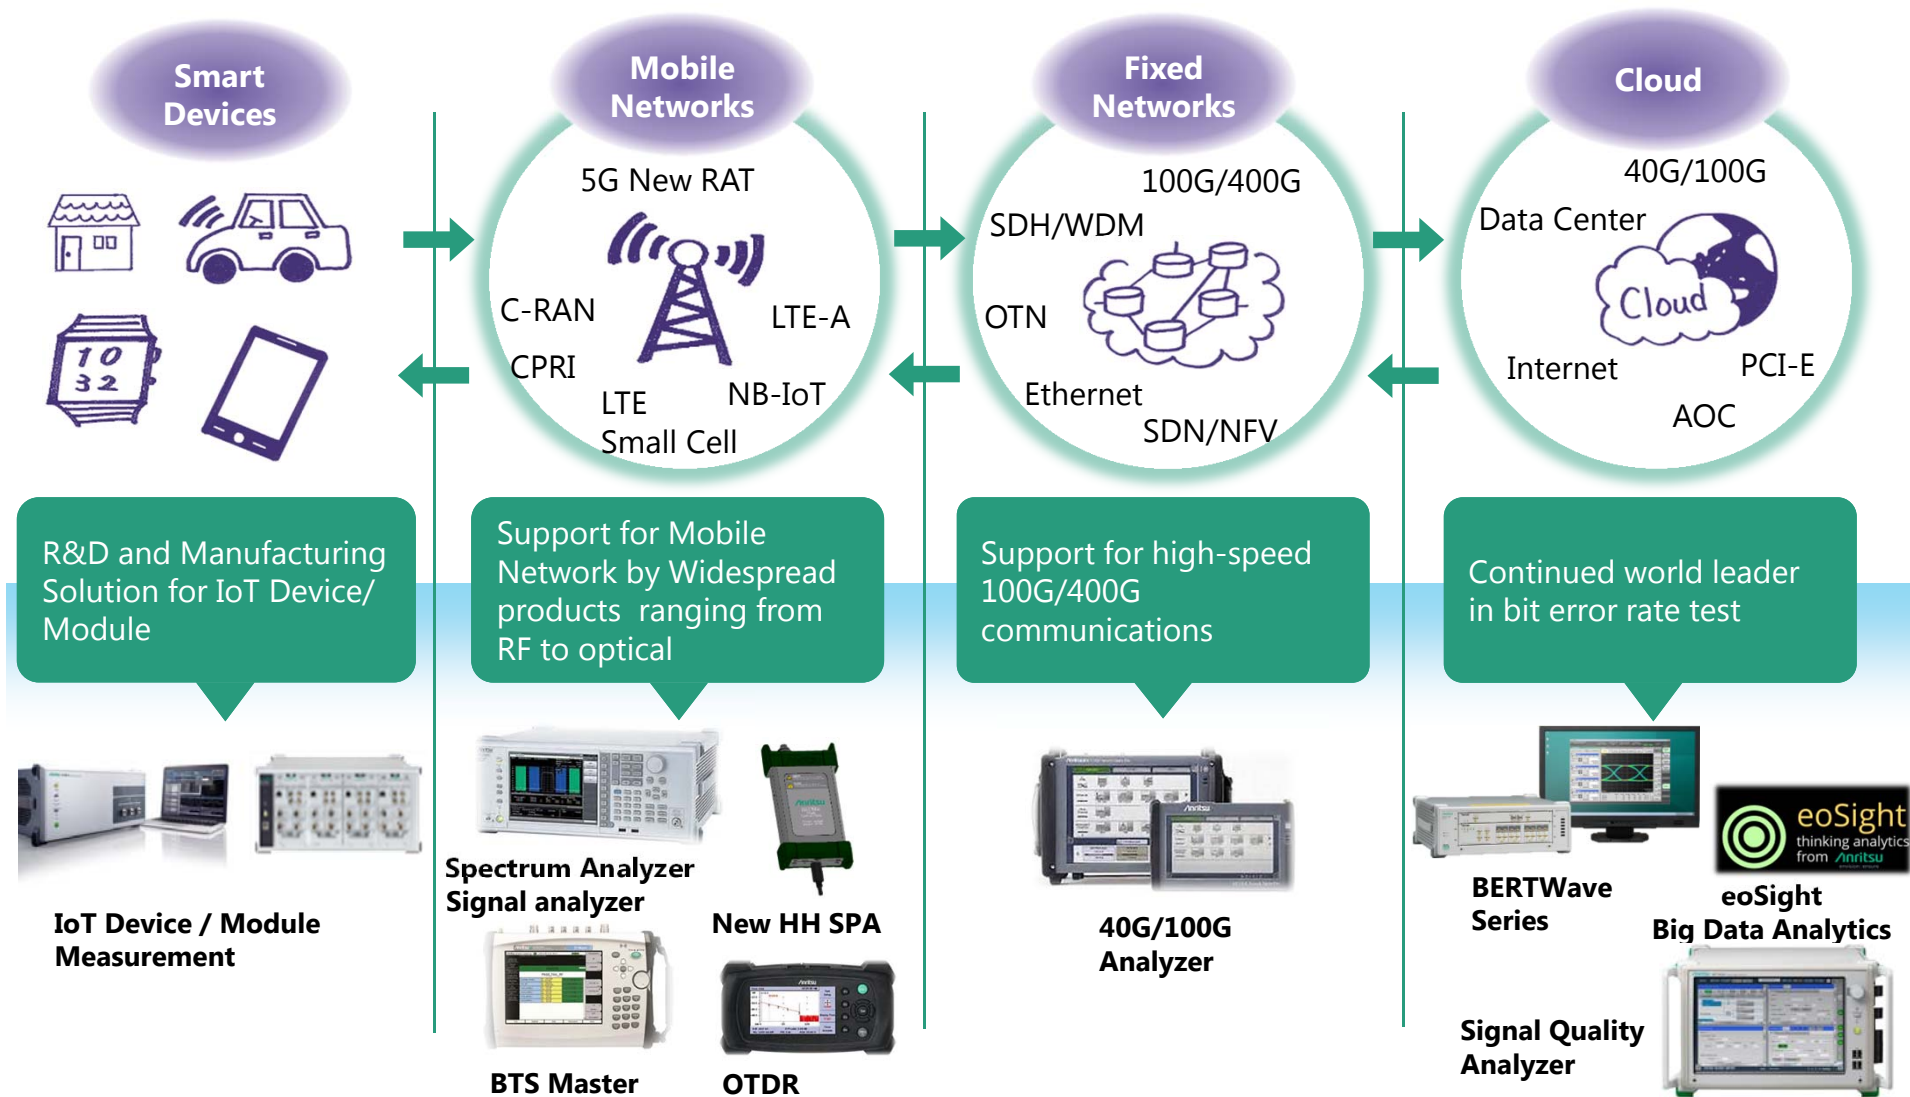 Smart
Devices
Mobile
Networks
Fixed
Networks
Cloud
5G New RAT
C-RAN
LTE-A
CPRI
NB-IoT
LTE
Small Cell
100G/400G
SDH/WDM
OTN
Ethernet
SDN/NFV
40G/100G
Data Center
Cloud
Internet
PCI-E
AOC
10
32
R&D and Manufacturing
Solution for IoT Device/
Module
Support for Mobile
Network by Widespread
products ranging from
RF to optical
Support for high-speed
100G/400G
communications
Continued world leader
in bit error rate test
IoT Device / Module
Measurement
Spectrum Analyzer
Signal analyzer
Anritsu
New HH SPA
BTS Master
Anritsu
OTDR
Anritsu
Anritsu
40G/100G
Analyzer
BERTWave
Series
eoSight
thinking analytics
from Anritsu
eoSight
Big Data Analytics
Signal Quality
Analyzer